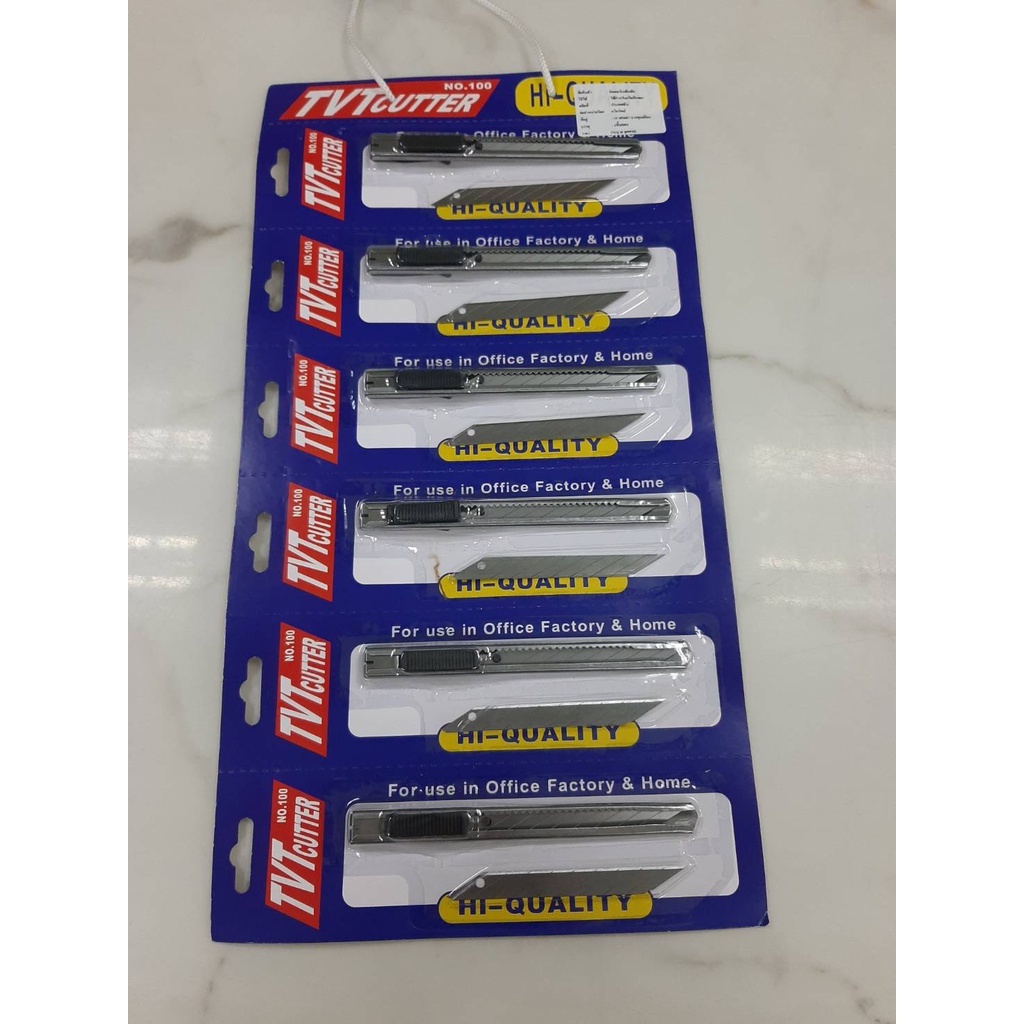 TVT CUTTER NO.100
HI-QUALITY
Office Factory & Home
TVT CUTTER NO.100
HI-QUALITY
For use in Office Factory & Home
TVT CUTTER NO.100
HI-QUALITY
For use in Office Factory & Home
TVT CUTTER NO.100
HI-QUALITY
For use in Office Factory & Home
TVT CUTTER NO.100
HI-QUALITY
For use in Office Factory & Home
TVT CUTTER NO.100
HI-QUALITY
For use in Office Factory & Home
TVT CUTTER NO.100
HI-QUALITY